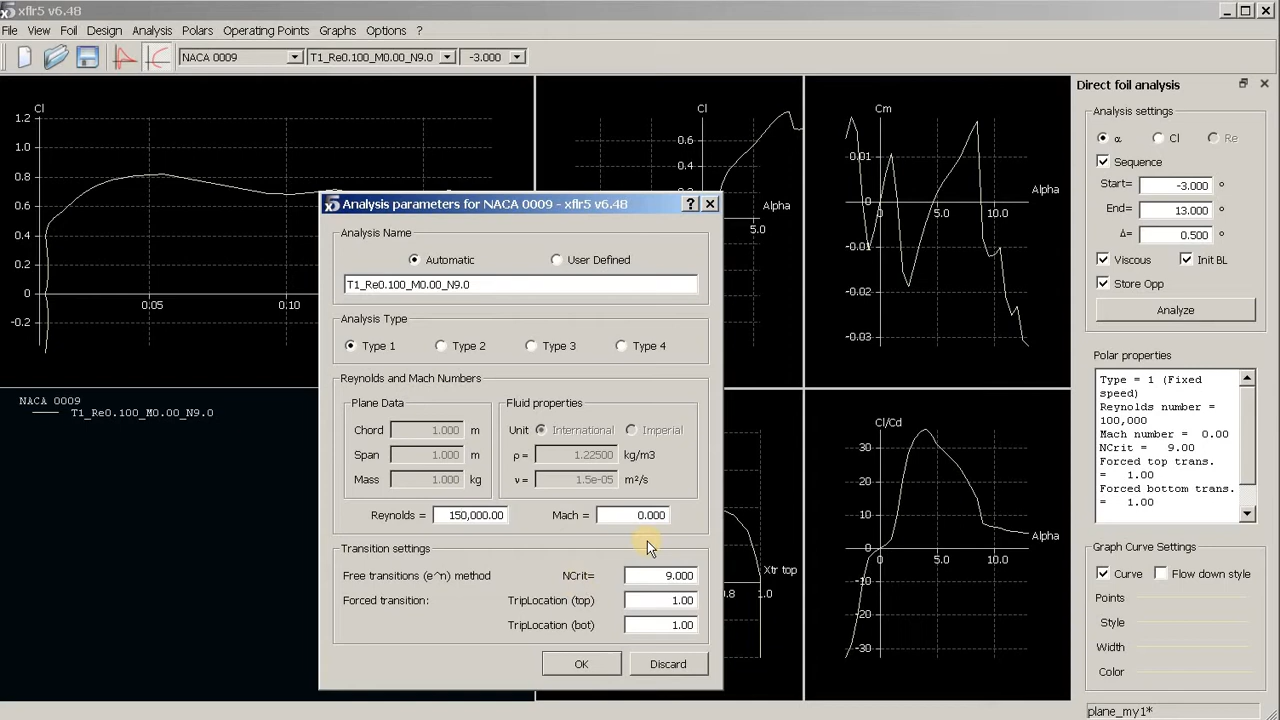 xflr5 v6.48
File View Foil Design Analysis Polars Operating Points Graphs Options ?
NACA 0009 T1_Re0.100_M0.00_N9.0 -3.000
Cl
1.2
1.0
0.8
0.6
0.4
0.2
0
-0.2
0.05
0.10
Cl
0.6
0.4
0.2
Alpha
5.0
Cm
0.01
0
-0.01
-0.02
-0.03
0
5.0
10.0
Alpha
NACA 0009
T1_Re0.100_M0.00_N9.0
Xtr top
0.8
1.0
Cl/Cd
30
20
10
0
-10
-20
-30
0.0
5.0
10.0
Alpha
Analysis parameters for NACA 0009 - xflr5 v6.48
Analysis Name
Automatic User Defined
T1_Re0.100_M0.00_N9.0
Analysis Type
Type 1 Type 2 Type 3 Type 4
Reynolds and Mach Numbers
Plane Data
Chord 1.000 m
Span 1.000 m
Mass 1.000 kg
Fluid properties
Unit International Imperial
ρ = 1.22500 kg/m3
ν = 1.5e-05 m²/s
Reynolds = 150,000.00 Mach = 0.000
Transition settings
Free transitions (e^n) method NCrit= 9.000
Forced transition: TripLocation (top) 1.00
TripLocation (bot) 1.00
OK Discard
Direct foil analysis
Analysis settings
α Cl Re
Sequence
Start= -3.000 °
End= 13.000 °
Δ= 0.500 °
Viscous Init BL
Store Opp
Analyze
Polar properties
Type = 1 (Fixed
speed)
Reynolds number =
100,000
Mach number = 0.00
NCrit = 9.00
Forced top trans.
= 1.00
Forced bottom trans.
= 1.00
Graph Curve Settings
Curve Flow down style
Points
Style
Width
Color
plane_my1*